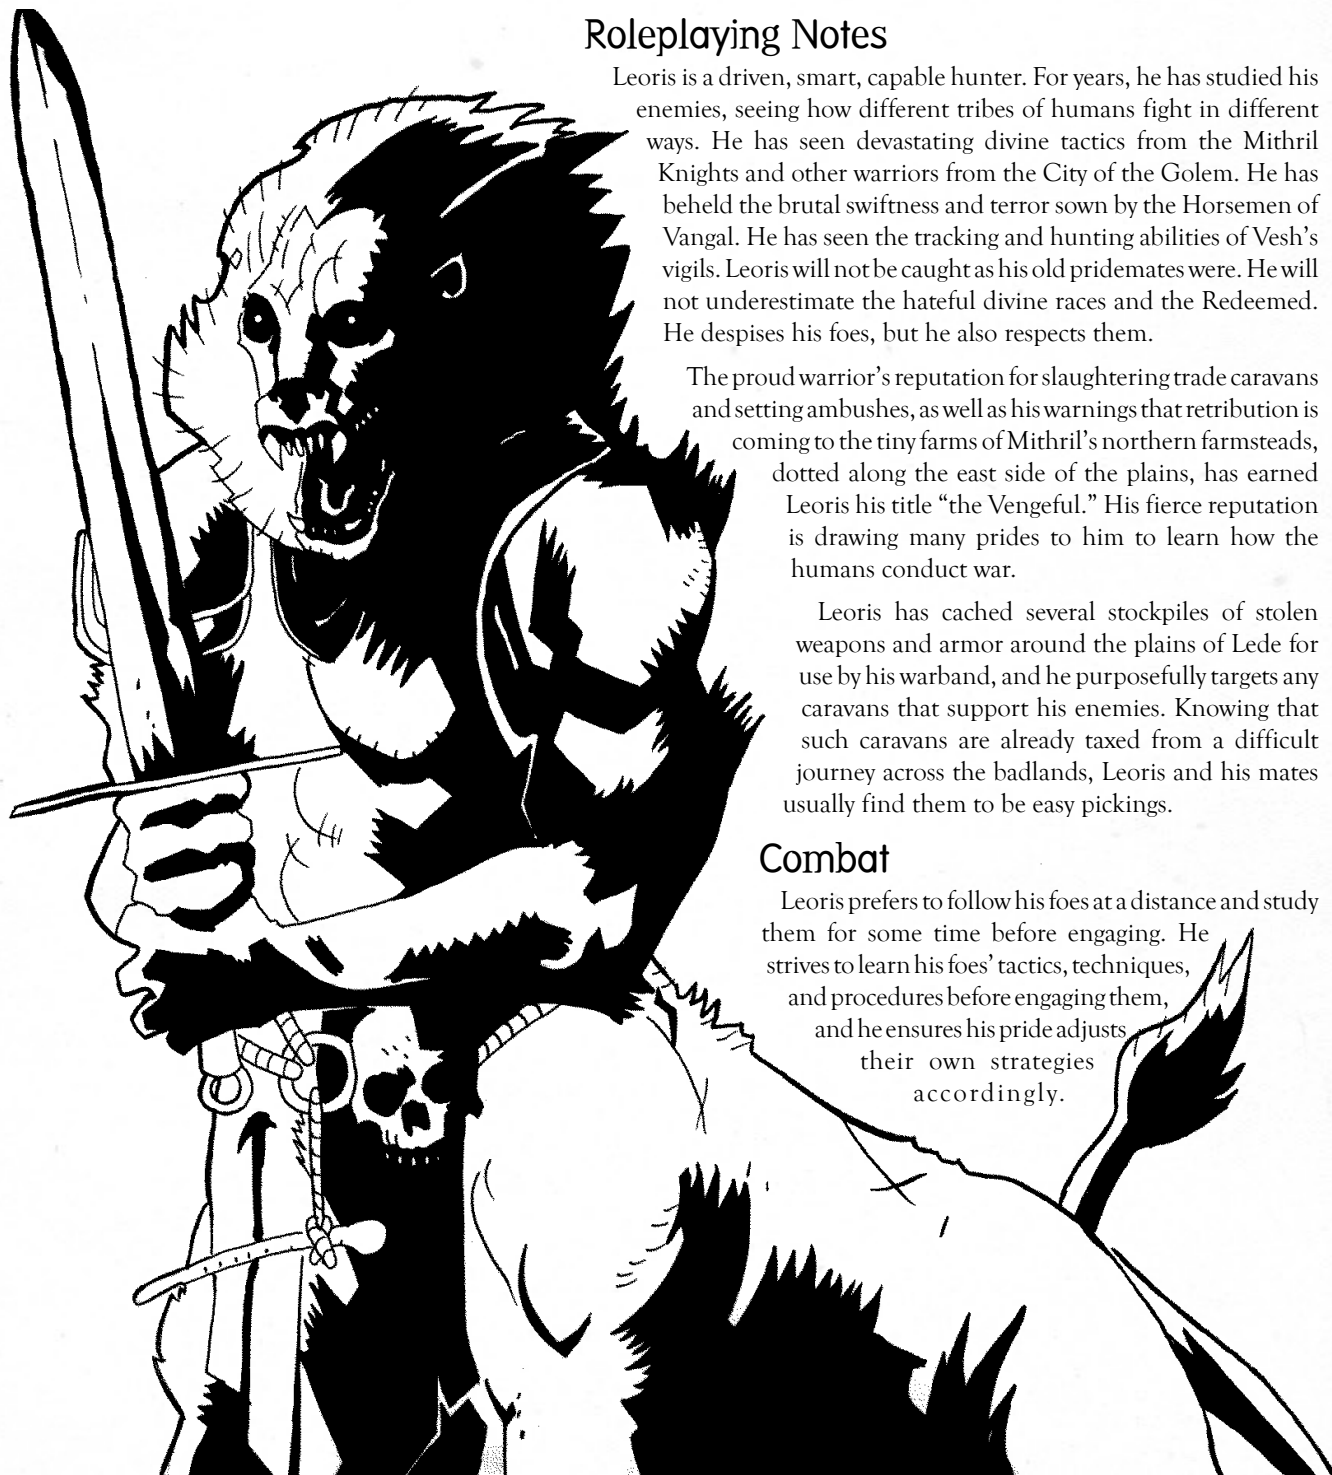 Roleplaying Notes
Leoris is a driven, smart, capable hunter. For years, he has studied his
enemies, seeing how different tribes of humans fight in different
ways. He has seen devastating divine tactics from the Mithril
Knights and other warriors from the City of the Golem. He has
beheld the brutal swiftness and terror sown by the Horsemen of
Vangal. He has seen the tracking and hunting abilities of Vesh’s
vigils. Leoris will not be caught as his old pridemates were. He will
not underestimate the hateful divine races and the Redeemed.
He despises his foes, but he also respects them.
The proud warrior’s reputation for slaughtering trade caravans
and setting ambushes, as well as his warnings that retribution is
coming to the tiny farms of Mithril’s northern farmsteads,
dotted along the east side of the plains, has earned
Leoris his title “the Vengeful.” His fierce reputation
is drawing many prides to him to learn how the
humans conduct war.
Leoris has cached several stockpiles of stolen
weapons and armor around the plains of Lede for
use by his warband, and he purposefully targets any
caravans that support his enemies. Knowing that
such caravans are already taxed from a difficult
journey across the badlands, Leoris and his mates
usually find them to be easy pickings.
Combat
Leoris prefers to follow his foes at a distance and study
them for some time before engaging. He
strives to learn his foes’ tactics, techniques,
and procedures before engaging them,
and he ensures his pride adjusts
their own strategies
accordingly.